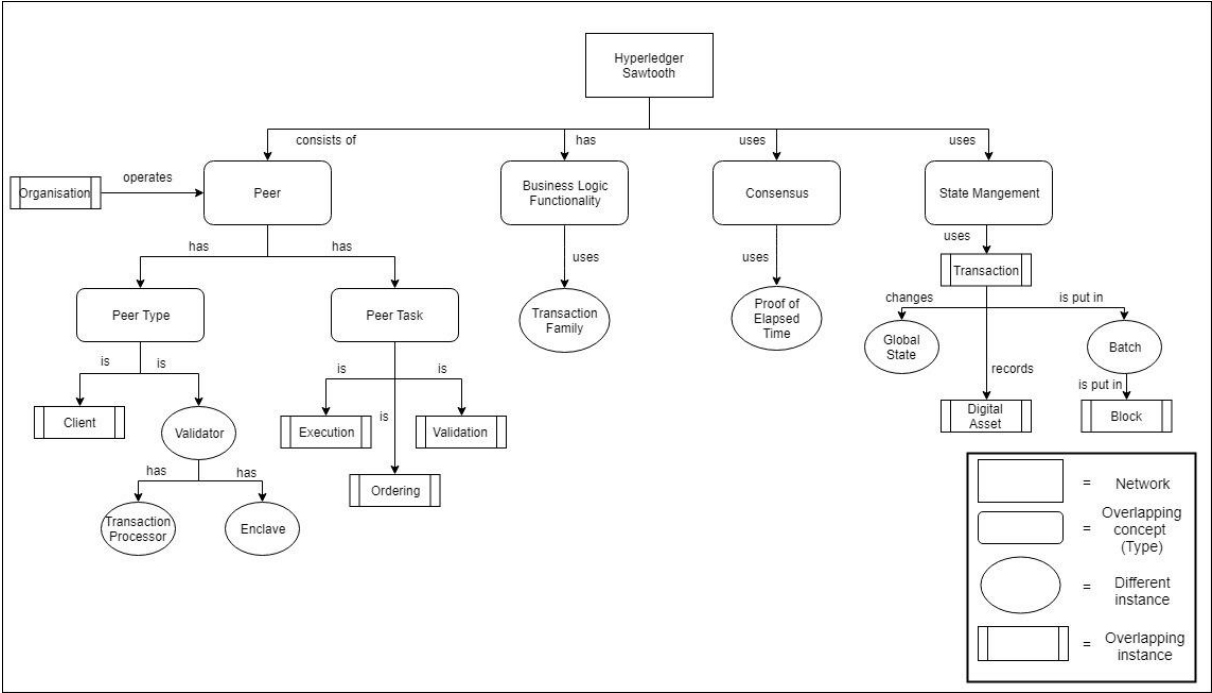 Hyperledger
Sawtooth
consists of
has
uses
uses
Organisation
operates
Peer
Business Logic
Functionality
Consensus
State Mangement
has
has
uses
uses
uses
Transaction
Peer Type
Peer Task
Transaction
Family
Proof of
Elapsed
Time
changes
is put in
Global
State
Batch
is
is
is
is
is
records
is put in
Client
Validator
Execution
Validation
Digital
Asset
Block
has
has
Ordering
Transaction
Processor
Enclave
= Network
= Overlapping
concept
(Type)
= Different
instance
= Overlapping
instance